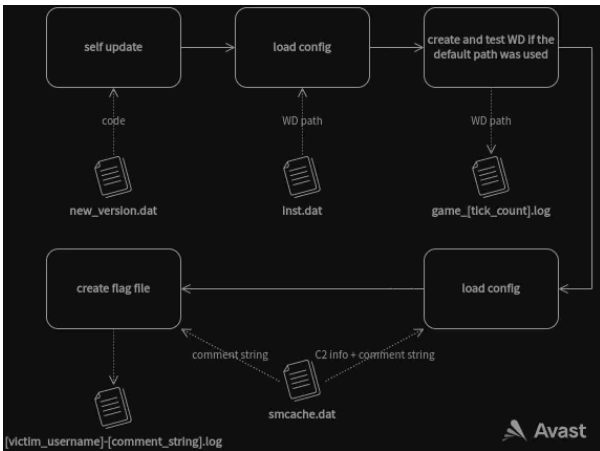 self update
load config
create and test WD if the
default path was used
code
WD path
WD path
new_version.dat
inst.dat
game_[tick_count].log
create flag file
load config
comment string
C2 info + comment string
smcache.dat
[victim_username]-[comment_string].log
Avast